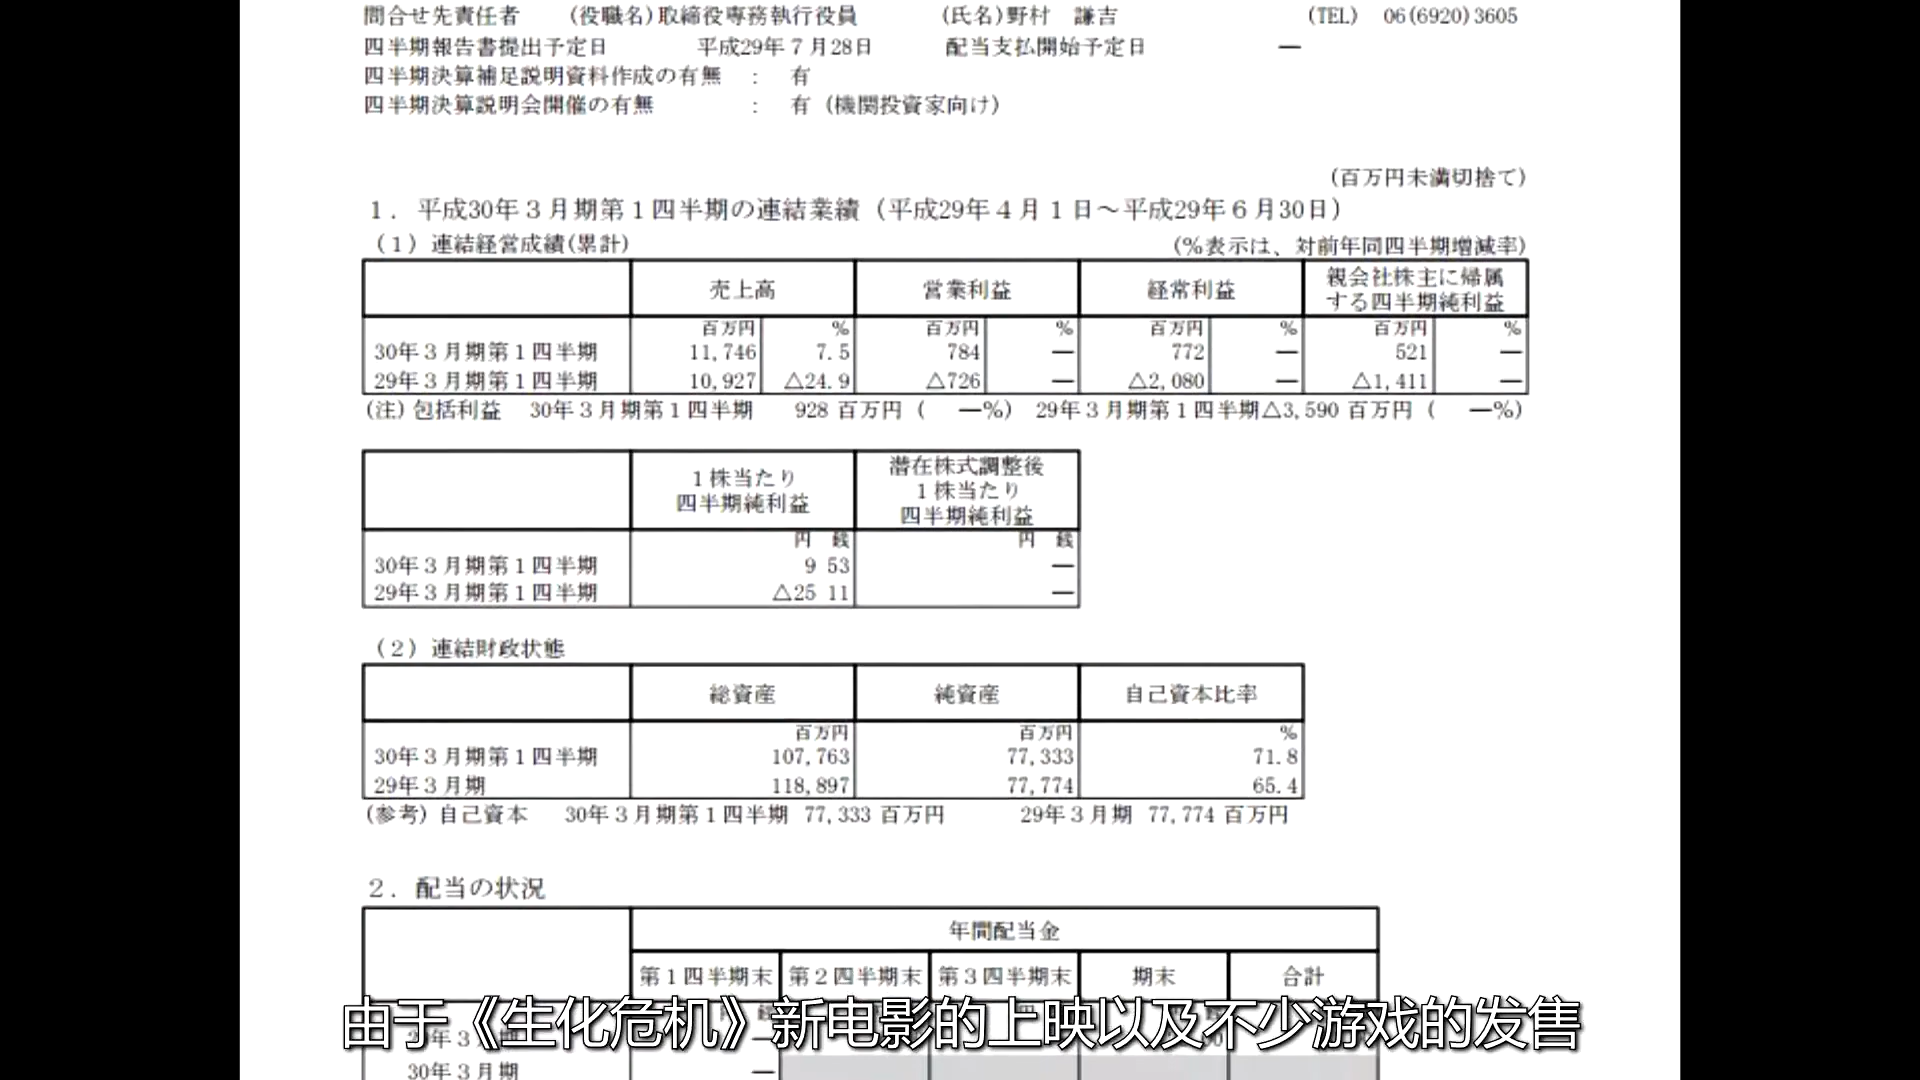 問合せ先責任者 (役職名)取締役専務執行役員 (氏名)野村 謙吉 (TEL) 06(6920)3605
四半期報告書提出予定日 平成29年7月28日 配当支払開始予定日 ―
四半期決算補足説明資料作成の有無 : 有
四半期決算説明会開催の有無 : 有 (機関投資家向け)
(百万円未満切捨て)
1. 平成30年3月期第1四半期の連結業績(平成29年4月1日～平成29年6月30日)
(1) 連結経営成績(累計) (%表示は、対前年同四半期増減率)
売上高 営業利益 経常利益 親会社株主に帰属
する四半期純利益
百万円 % 百万円 % 百万円 % 百万円 %
30年3月期第1四半期 11,746 7.5 784 ― 772 ― 521 ―
29年3月期第1四半期 10,927 △24.9 △726 ― △2,080 ― △1,411 ―
(注) 包括利益 30年3月期第1四半期 928 百万円 ( ―%) 29年3月期第1四半期△3,590 百万円 ( ―%)
1株当たり
四半期純利益
潜在株式調整後
1株当たり
四半期純利益
円 銭 円 銭
30年3月期第1四半期 9 53 ―
29年3月期第1四半期 △25 11 ―
(2) 連結財政状態
総資産 純資産 自己資本比率
百万円 百万円 %
30年3月期第1四半期 107,763 77,333 71.8
29年3月期 118,897 77,774 65.4
(参考) 自己資本 30年3月期第1四半期 77,333 百万円 29年3月期 77,774 百万円
2. 配当の状況
年間配当金
第1四半期末 第2四半期末 第3四半期末 期末 合計
由于《生化危机》新电影的上映以及不少游戏的发售
30年3月期 ―